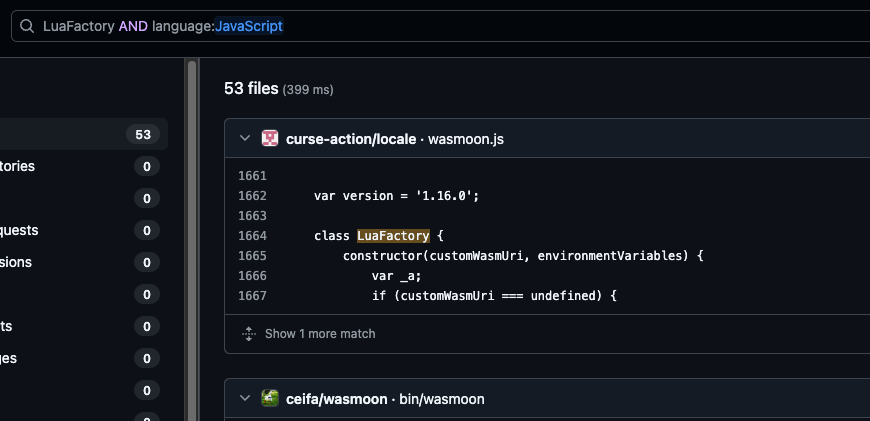 LuaFactory AND language:JavaScript
53 files (399 ms)
53
tories
0
0
quests
0
sions
0
0
ts
0
ges
0
0
curse-action/locale · wasmoon.js
1661
1662 var version = '1.16.0';
1663
1664 class LuaFactory {
1665 constructor(customWasmUri, environmentVariables) {
1666 var _a;
1667 if (customWasmUri === undefined) {
Show 1 more match
ceifa/wasmoon · bin/wasmoon